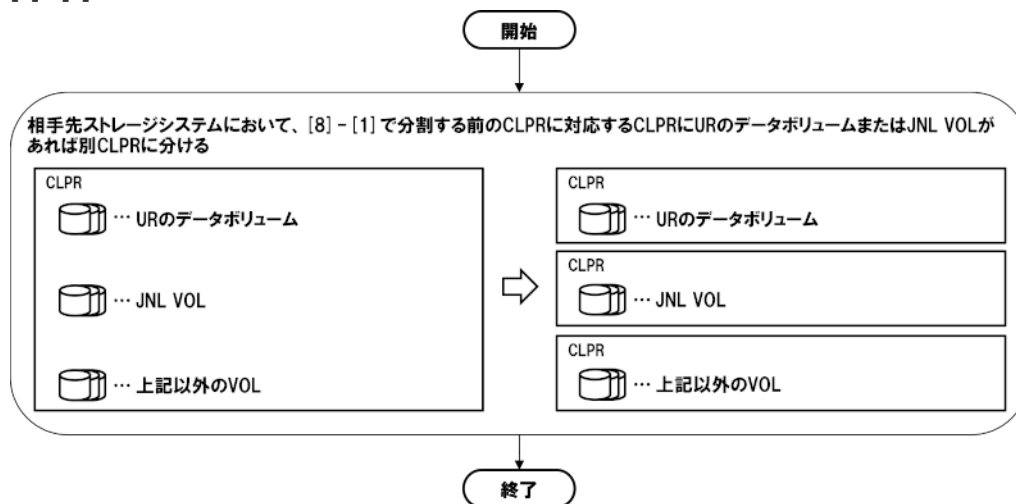 開始
相手先ストレージシステムにおいて、[8]-[1]で分割する前のCLPRに対応するCLPRにURのデータボリュームまたはJNL VOLが
あれば別CLPRに分ける
CLPR
… URのデータボリューム
… JNL VOL
… 上記以外のVOL
CLPR
… URのデータボリューム
CLPR
… JNL VOL
CLPR
… 上記以外のVOL
終了